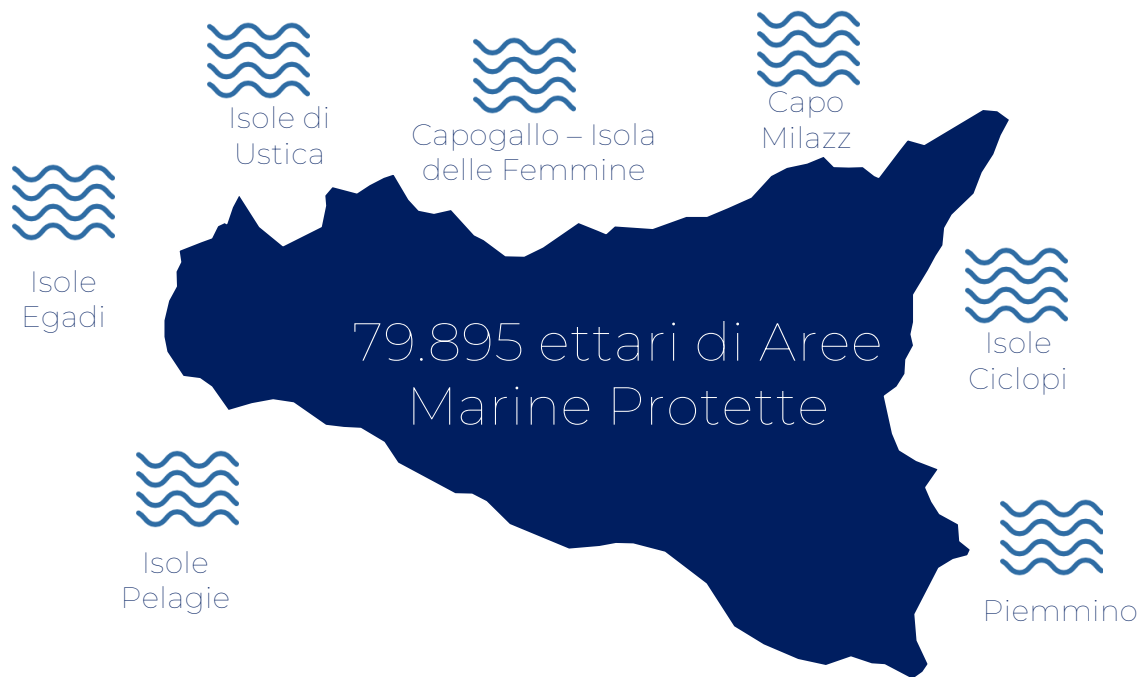 Isole di
Ustica
Capogallo – Isola
delle Femmine
Capo
Milazz
Isole
Egadi
79.895 ettari di Aree
Marine Protette
Isole
Ciclopi
Isole
Pelagie
Piemmino